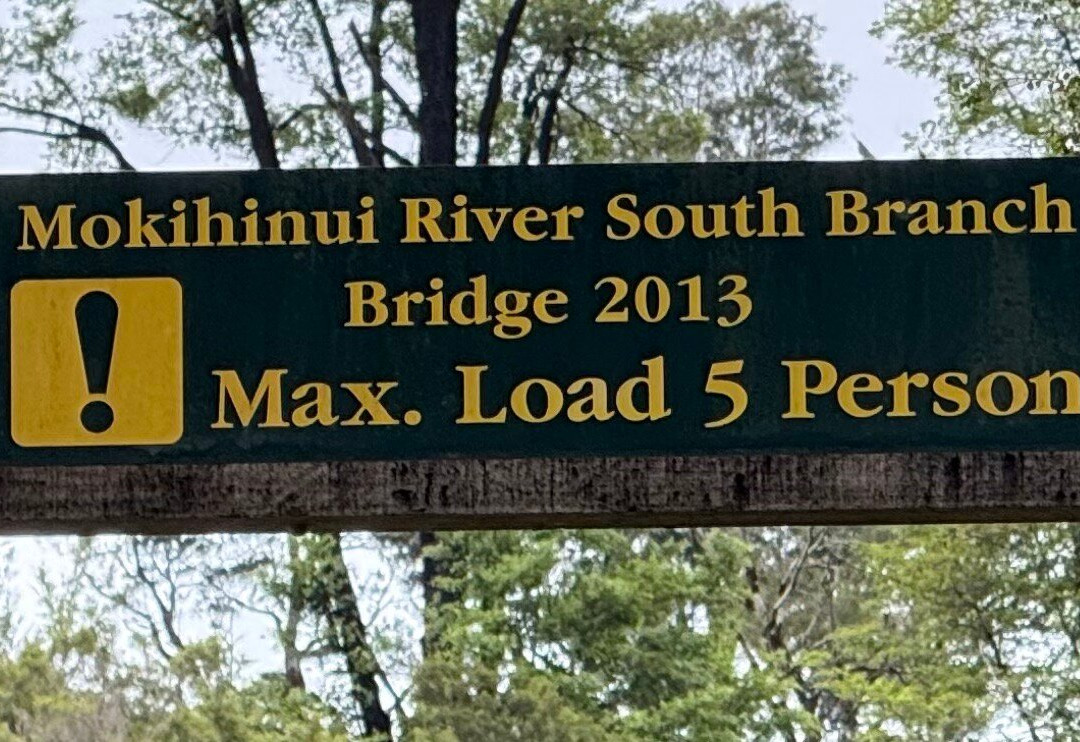 Mokihinui River South Branch
Bridge 2013
! Max. Load 5 Person